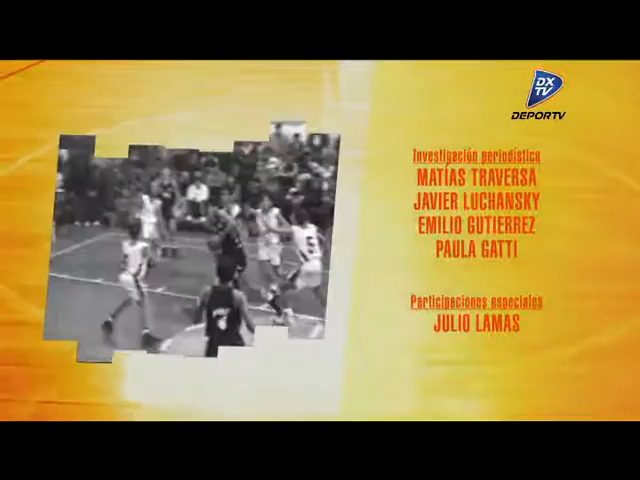 DX
TV
DEPORTV
Investigación periodística
MATÍAS TRAVERSA
JAVIER LUCHANSKY
EMILIO GUTIERREZ
PAULA GATTI
Participaciones especiales
JULIO LAMAS